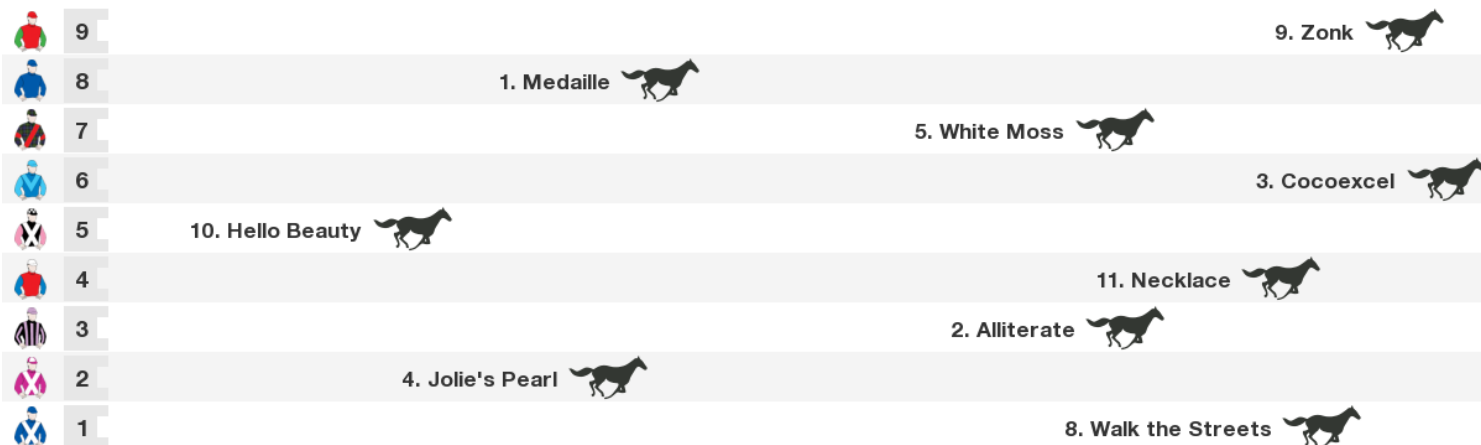 9 9. Zonk
8 1. Medaille
7 5. White Moss
6 3. Cocoexcel
5 10. Hello Beauty
4 11. Necklace
3 2. Alliterate
2 4. Jolie's Pearl
1 8. Walk the Streets